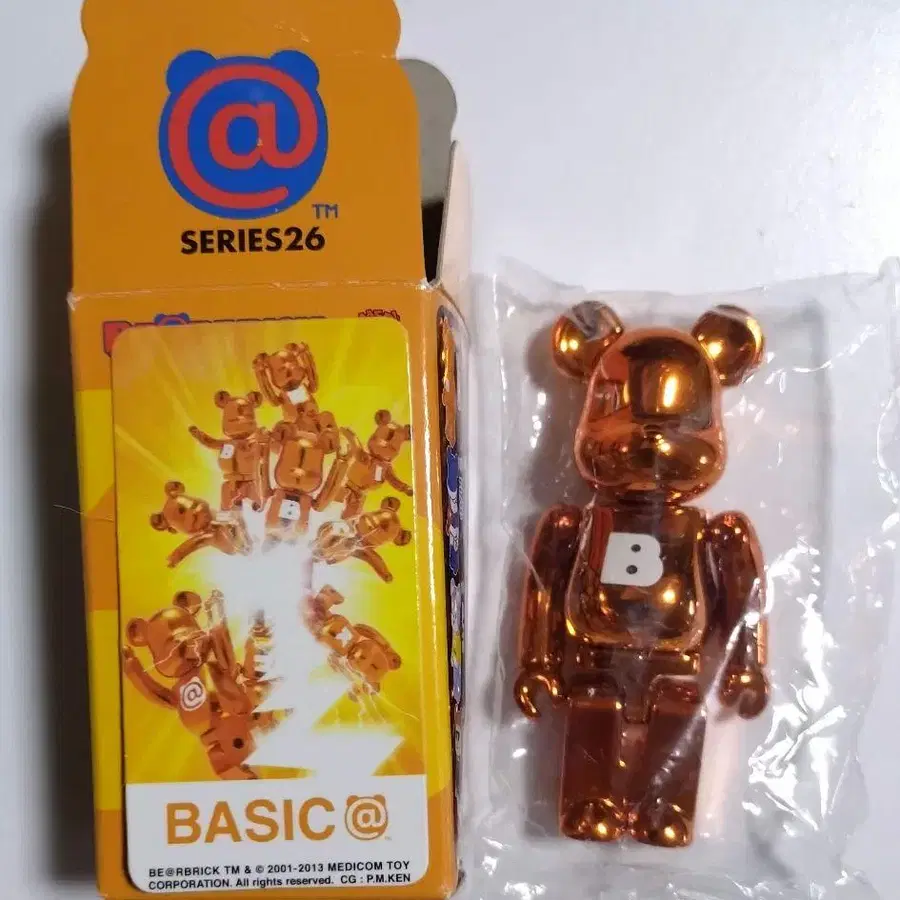 @
TM
SERIES26
B
B
@
BASIC @
BE@RBRICK TM & © 2001-2013 MEDICOM TOY
CORPORATION. All rights reserved. CG : P.M.KEN
B